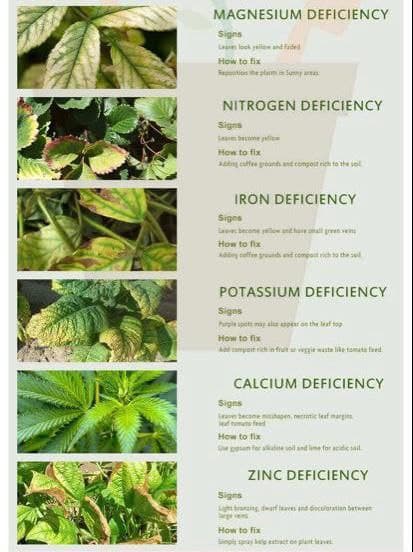 MAGNESIUM DEFICIENCY
Signs
Leaves look yellow and faded
How to fix
Reposition the plants in Sunny areas
NITROGEN DEFICIENCY
Signs
Leaves become yellow
How to fix
Adding coffee grounds and compost rich to the soil.
IRON DEFICIENCY
Signs
Leaves become yellow and have small green veins
How to fix
Adding coffee grounds and compost rich to the soil.
POTASSIUM DEFICIENCY
Signs
Purple spots may also appear on the leaf top
How to fix
Add compost rich in fruit or veggie waste like tomato feed.
CALCIUM DEFICIENCY
Signs
Leaves become misshapen, necrotic leaf margins.
leaf tomato feed
How to fix
Use gypsum for alkaline soil and lime for acidic soil.
ZINC DEFICIENCY
Signs
Light bronzing, dwarf leaves and discoloration between
large veins
How to fix
Simply spray kelp extract on plant leaves.